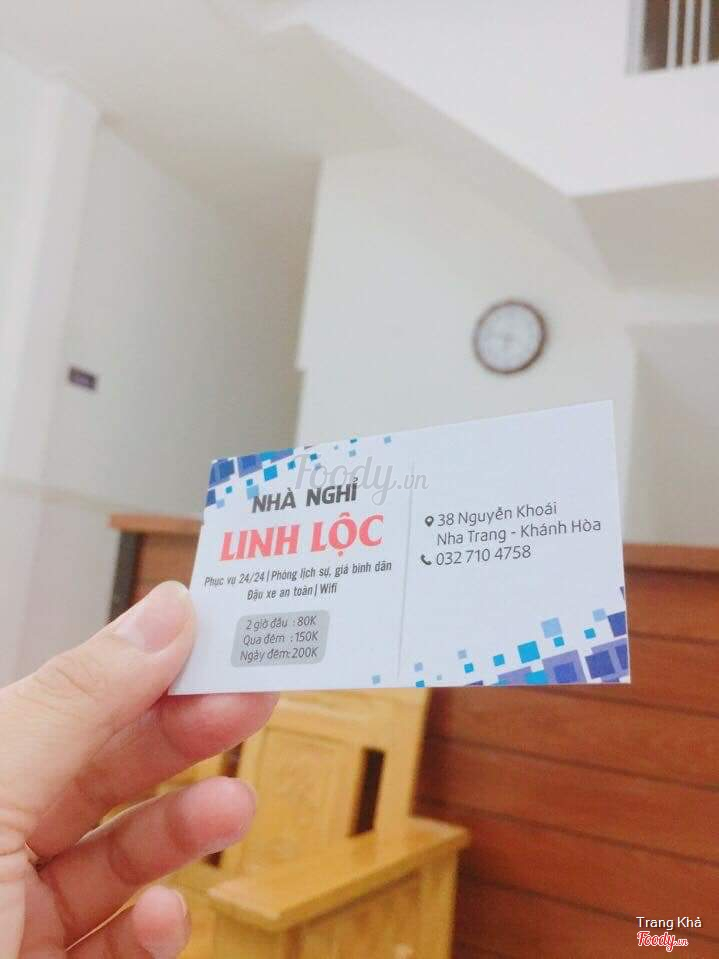 Foody.vn
NHÀ NGHỈ
LINH LỘC
Phục vụ 24/24 | Phòng lịch sự, giá bình dân
Đậu xe an toàn | Wifi
2 giờ đầu : 80K
Qua đêm : 150K
Ngày đêm: 200K
38 Nguyễn Khoái
Nha Trang - Khánh Hòa
032 710 4758
Trang Khả
Foody.vn